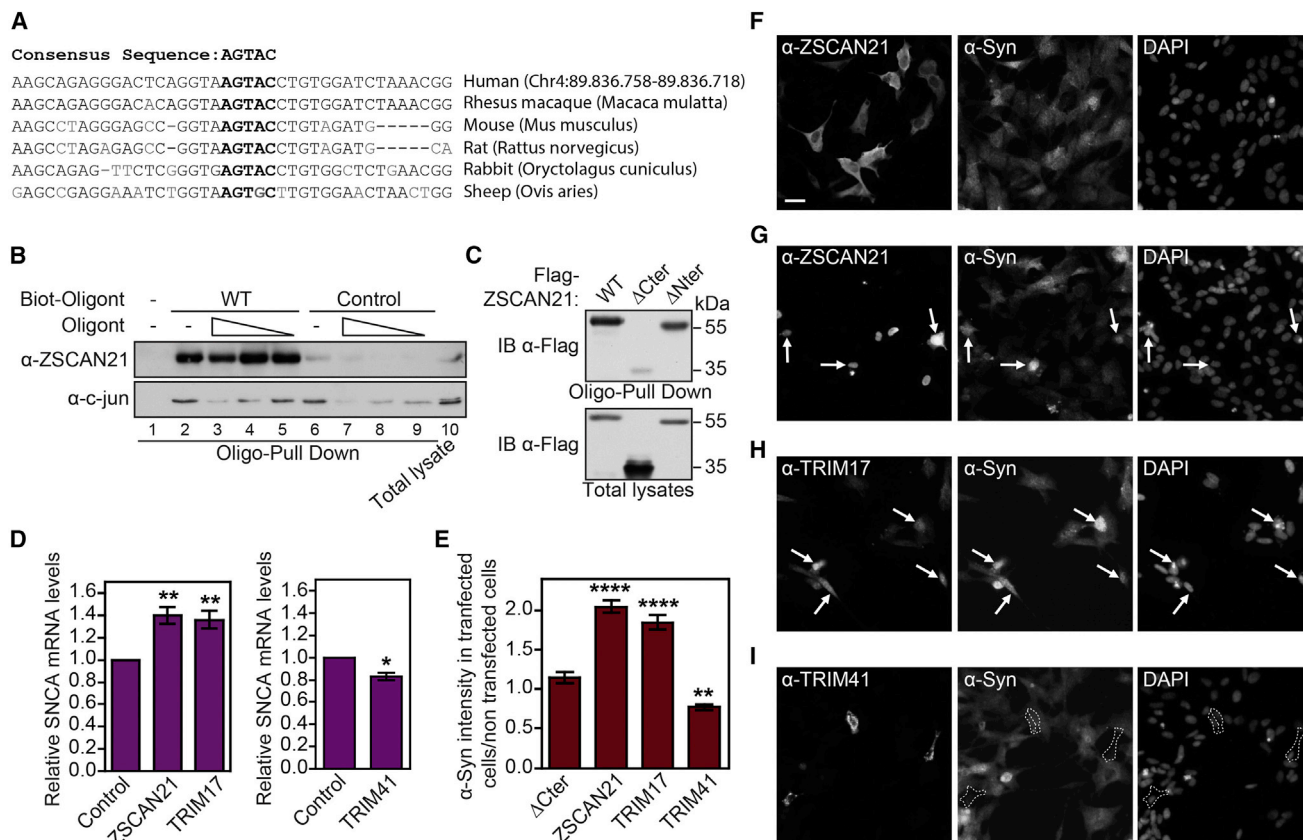 A
Consensus Sequence:AGTAC
AAGCAGAGGGACTCAGGTAAGTACCTGTGGATCTAAACGG Human (Chr4:89.836.758-89.836.718)
AAGCAGAGGGACACAGGTAAGTACCTGTGGATCTAAACGG Rhesus macaque (Macaca mulatta)
AAGCCTAGGGAGCC-GGTAAGTACCTGTAGATG-----GG Mouse (Mus musculus)
AAGCCTAGAGAGCC-GGTAAGTACCTGTAGATG-----CA Rat (Rattus norvegicus)
AAGCAGAG-TTCTCGGGTGAGTACCTGTGGCTCTGAACGG Rabbit (Oryctolagus cuniculus)
GAGCCGAGGAAATCTGGTAAGTGCTTGTGGAACTAACTGG Sheep (Ovis aries)
B
Biot-Oligont - WT Control
Oligont - - -
α-ZSCAN21
α-c-jun
1 2 3 4 5 6 7 8 9 10
Oligo-Pull Down
Total lysate
C
Flag-
ZSCAN21: WT ΔCter ΔNter
kDa
IB α-Flag
55
35
Oligo-Pull Down
IB α-Flag
55
35
Total lysates
D
Relative SNCA mRNA levels
1.6
1.4
1.2
1.0
0.8
0.6
0.4
0.2
0.0
** **
Control
ZSCAN21
TRIM17
Relative SNCA mRNA levels
1.6
1.4
1.2
1.0
0.8
0.6
0.4
0.2
0.0
*
Control
TRIM41
E
α-Syn intensity in transfected
cells/non transfected cells
2.0
1.5
1.0
0.5
0.0
**** **** **
ΔCter
ZSCAN21
TRIM17
TRIM41
F
α-ZSCAN21 α-Syn DAPI
G
α-ZSCAN21 α-Syn DAPI
H
α-TRIM17 α-Syn DAPI
I
α-TRIM41 α-Syn DAPI